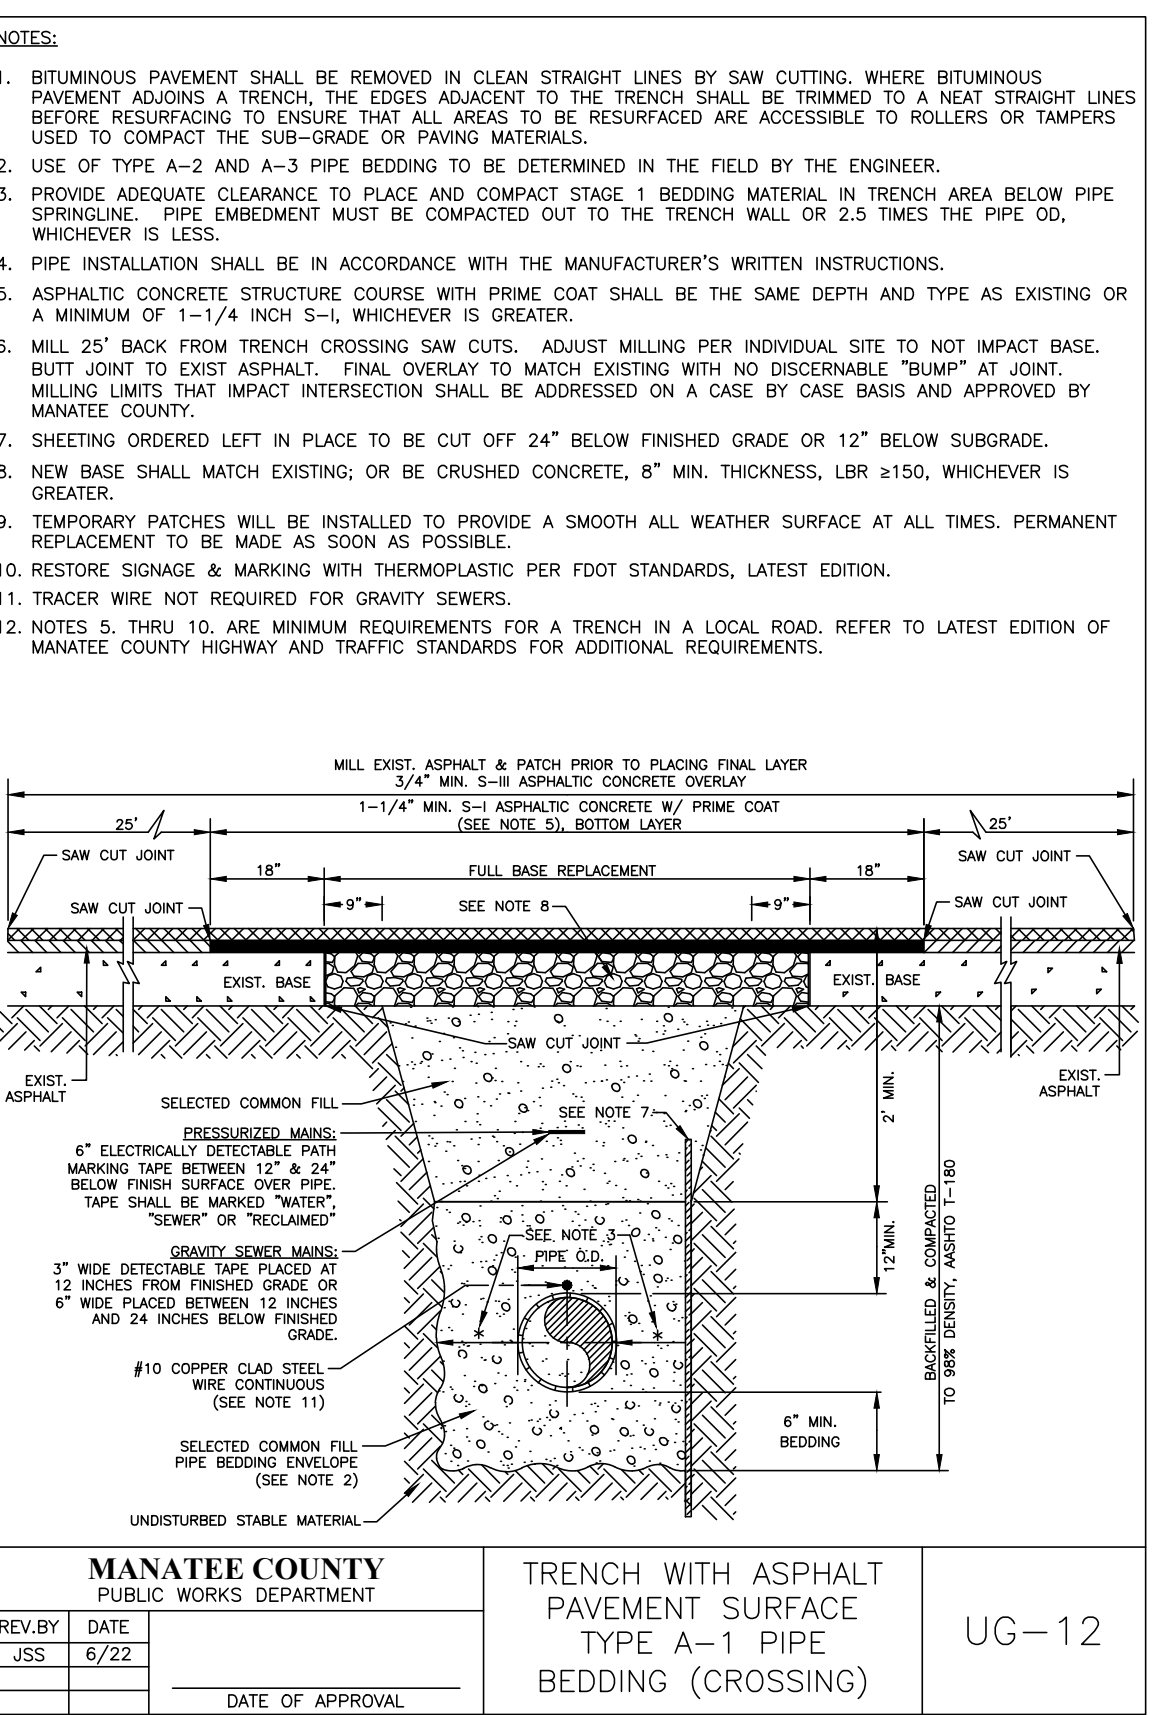 NOTES:
1. BITUMINOUS PAVEMENT SHALL BE REMOVED IN CLEAN STRAIGHT LINES BY SAW CUTTING. WHERE BITUMINOUS
PAVEMENT ADJOINS A TRENCH, THE EDGES ADJACENT TO THE TRENCH SHALL BE TRIMMED TO A NEAT STRAIGHT LINES
BEFORE RESURFACING TO ENSURE THAT ALL AREAS TO BE RESURFACED ARE ACCESSIBLE TO ROLLERS OR TAMPERS
USED TO COMPACT THE SUB-GRADE OR PAVING MATERIALS.
2. USE OF TYPE A-2 AND A-3 PIPE BEDDING TO BE DETERMINED IN THE FIELD BY THE ENGINEER.
3. PROVIDE ADEQUATE CLEARANCE TO PLACE AND COMPACT STAGE 1 BEDDING MATERIAL IN TRENCH AREA BELOW PIPE
SPRINGLINE. PIPE EMBEDMENT MUST BE COMPACTED OUT TO THE TRENCH WALL OR 2.5 TIMES THE PIPE OD,
WHICHEVER IS LESS.
4. PIPE INSTALLATION SHALL BE IN ACCORDANCE WITH THE MANUFACTURER'S WRITTEN INSTRUCTIONS.
5. ASPHALTIC CONCRETE STRUCTURE COURSE WITH PRIME COAT SHALL BE THE SAME DEPTH AND TYPE AS EXISTING OR
A MINIMUM OF 1-1/4 INCH S-I, WHICHEVER IS GREATER.
6. MILL 25' BACK FROM TRENCH CROSSING SAW CUTS. ADJUST MILLING PER INDIVIDUAL SITE TO NOT IMPACT BASE.
BUTT JOINT TO EXIST ASPHALT. FINAL OVERLAY TO MATCH EXISTING WITH NO DISCERNABLE "BUMP" AT JOINT.
MILLING LIMITS THAT IMPACT INTERSECTION SHALL BE ADDRESSED ON A CASE BY CASE BASIS AND APPROVED BY
MANATEE COUNTY.
7. SHEETING ORDERED LEFT IN PLACE TO BE CUT OFF 24" BELOW FINISHED GRADE OR 12" BELOW SUBGRADE.
8. NEW BASE SHALL MATCH EXISTING; OR BE CRUSHED CONCRETE, 8" MIN. THICKNESS, LBR ≥150, WHICHEVER IS
GREATER.
9. TEMPORARY PATCHES WILL BE INSTALLED TO PROVIDE A SMOOTH ALL WEATHER SURFACE AT ALL TIMES. PERMANENT
REPLACEMENT TO BE MADE AS SOON AS POSSIBLE.
10. RESTORE SIGNAGE & MARKING WITH THERMOPLASTIC PER FDOT STANDARDS, LATEST EDITION.
11. TRACER WIRE NOT REQUIRED FOR GRAVITY SEWERS.
12. NOTES 5. THRU 10. ARE MINIMUM REQUIREMENTS FOR A TRENCH IN A LOCAL ROAD. REFER TO LATEST EDITION OF
MANATEE COUNTY HIGHWAY AND TRAFFIC STANDARDS FOR ADDITIONAL REQUIREMENTS.
MILL EXIST. ASPHALT & PATCH PRIOR TO PLACING FINAL LAYER
3/4" MIN. S-III ASPHALTIC CONCRETE OVERLAY
1-1/4" MIN. S-I ASPHALTIC CONCRETE W/ PRIME COAT
(SEE NOTE 5), BOTTOM LAYER
25'
25'
SAW CUT JOINT
SAW CUT JOINT
18"
FULL BASE REPLACEMENT
18"
SAW CUT JOINT
9"
SEE NOTE 8
9"
SAW CUT JOINT
EXIST. BASE
EXIST. BASE
SAW CUT JOINT
EXIST.
ASPHALT
EXIST.
ASPHALT
SELECTED COMMON FILL
SEE NOTE 7
2' MIN.
PRESSURIZED MAINS:
6" ELECTRICALLY DETECTABLE PATH
MARKING TAPE BETWEEN 12" & 24"
BELOW FINISH SURFACE OVER PIPE.
TAPE SHALL BE MARKED "WATER",
"SEWER" OR "RECLAIMED"
SEE NOTE 3
PIPE O.D.
12"MIN.
BACKFILLED & COMPACTED
TO 98% DENSITY, AASHTO T-180
GRAVITY SEWER MAINS:
3" WIDE DETECTABLE TAPE PLACED AT
12 INCHES FROM FINISHED GRADE OR
6" WIDE PLACED BETWEEN 12 INCHES
AND 24 INCHES BELOW FINISHED
GRADE.
#10 COPPER CLAD STEEL
WIRE CONTINUOUS
(SEE NOTE 11)
6" MIN.
BEDDING
SELECTED COMMON FILL
PIPE BEDDING ENVELOPE
(SEE NOTE 2)
UNDISTURBED STABLE MATERIAL
MANATEE COUNTY
PUBLIC WORKS DEPARTMENT
REV.BY DATE
JSS 6/22
DATE OF APPROVAL
TRENCH WITH ASPHALT
PAVEMENT SURFACE
TYPE A-1 PIPE
BEDDING (CROSSING)
UG-12